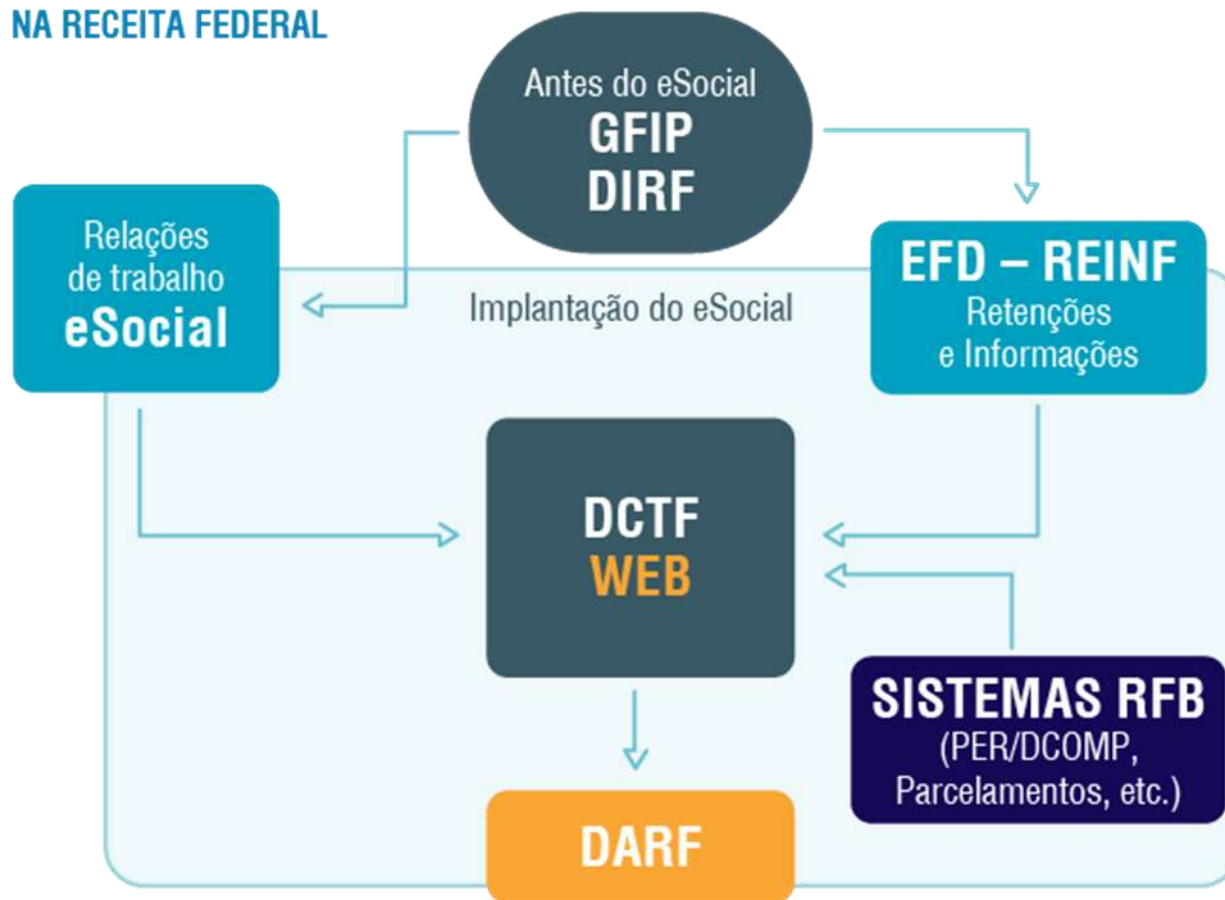 NA RECEITA FEDERAL
Antes do eSocial
GFIP
DIRF
Relações
de trabalho
eSocial
EFD – REINF
Retenções
e Informações
Implantação do eSocial
DCTF
WEB
SISTEMAS RFB
(PER/DCOMP,
Parcelamentos, etc.)
DARF